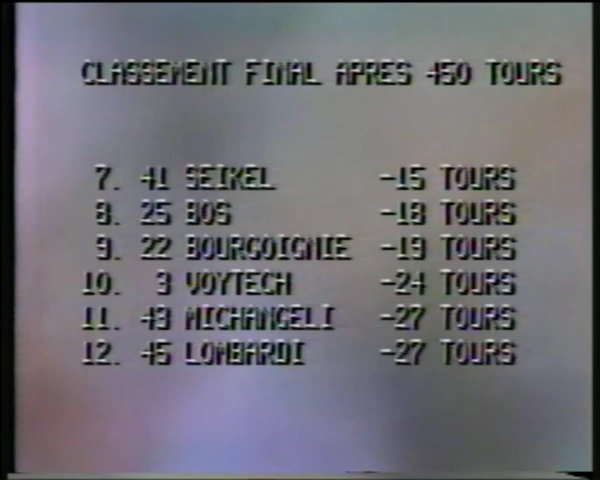 CLASSEMENT FINAL APRES 450 TOURS
7. 41 SEIKEL -15 TOURS
8. 25 BOS -18 TOURS
9. 22 BOURGOIGNIE -19 TOURS
10. 3 VOYTECH -24 TOURS
11. 43 MICHANGELI -27 TOURS
12. 45 LOMBARDI -27 TOURS